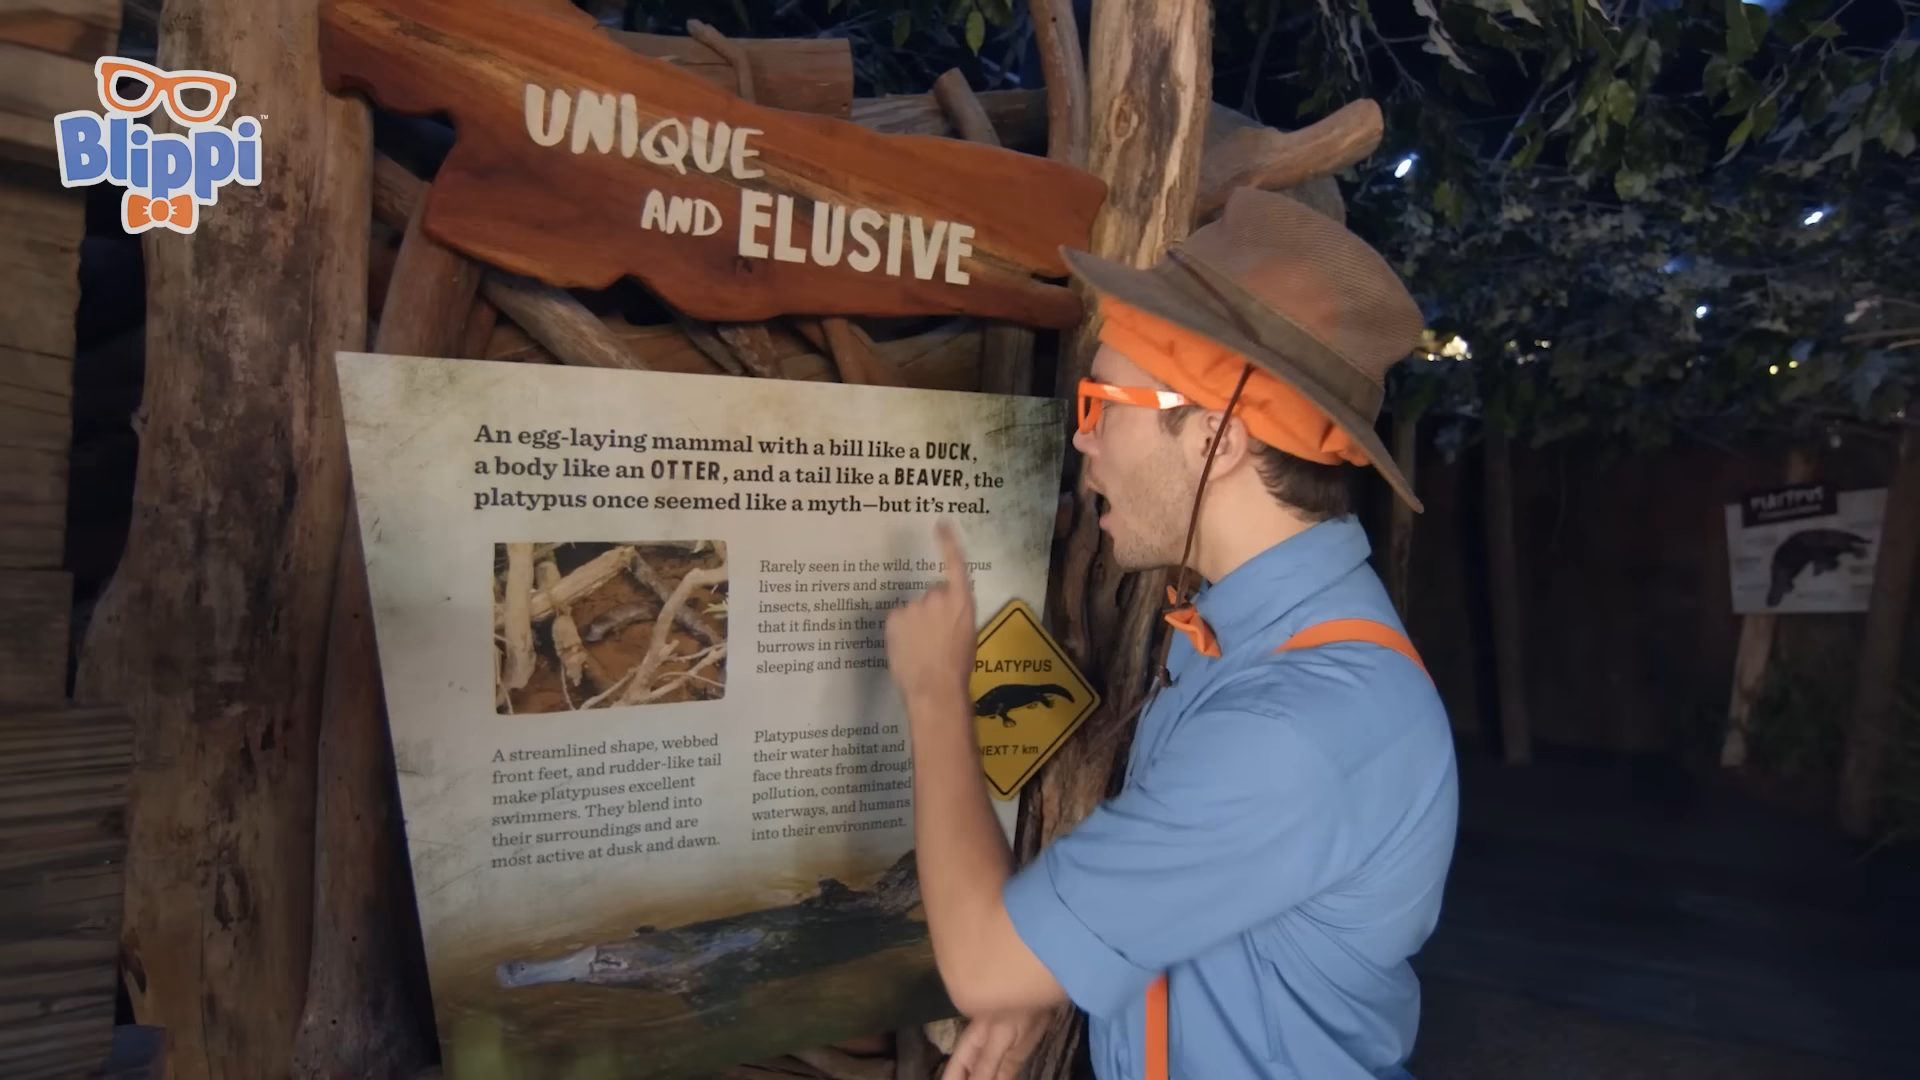 Blippi
UNIQUE
AND ELUSIVE
An egg-laying mammal with a bill like a DUCK,
a body like an OTTER, and a tail like a BEAVER, the
platypus once seemed like a myth—but it's real.
Rarely seen in the wild, the
lives in rivers and streams
insects, shellfish, and
that it finds in the
burrows in
sleeping and nesting
A streamlined shape, webbed
front feet, and rudder-like tail
make platypuses excellent
swimmers. They blend into
their surroundings and are
most active at dusk and dawn.
Platypuses depend on
their water habitat and
face threats from
pollution, contaminated
waterways, and humans
into their environment.
PLATYPUS
NEXT 7 km
PLATYPUS